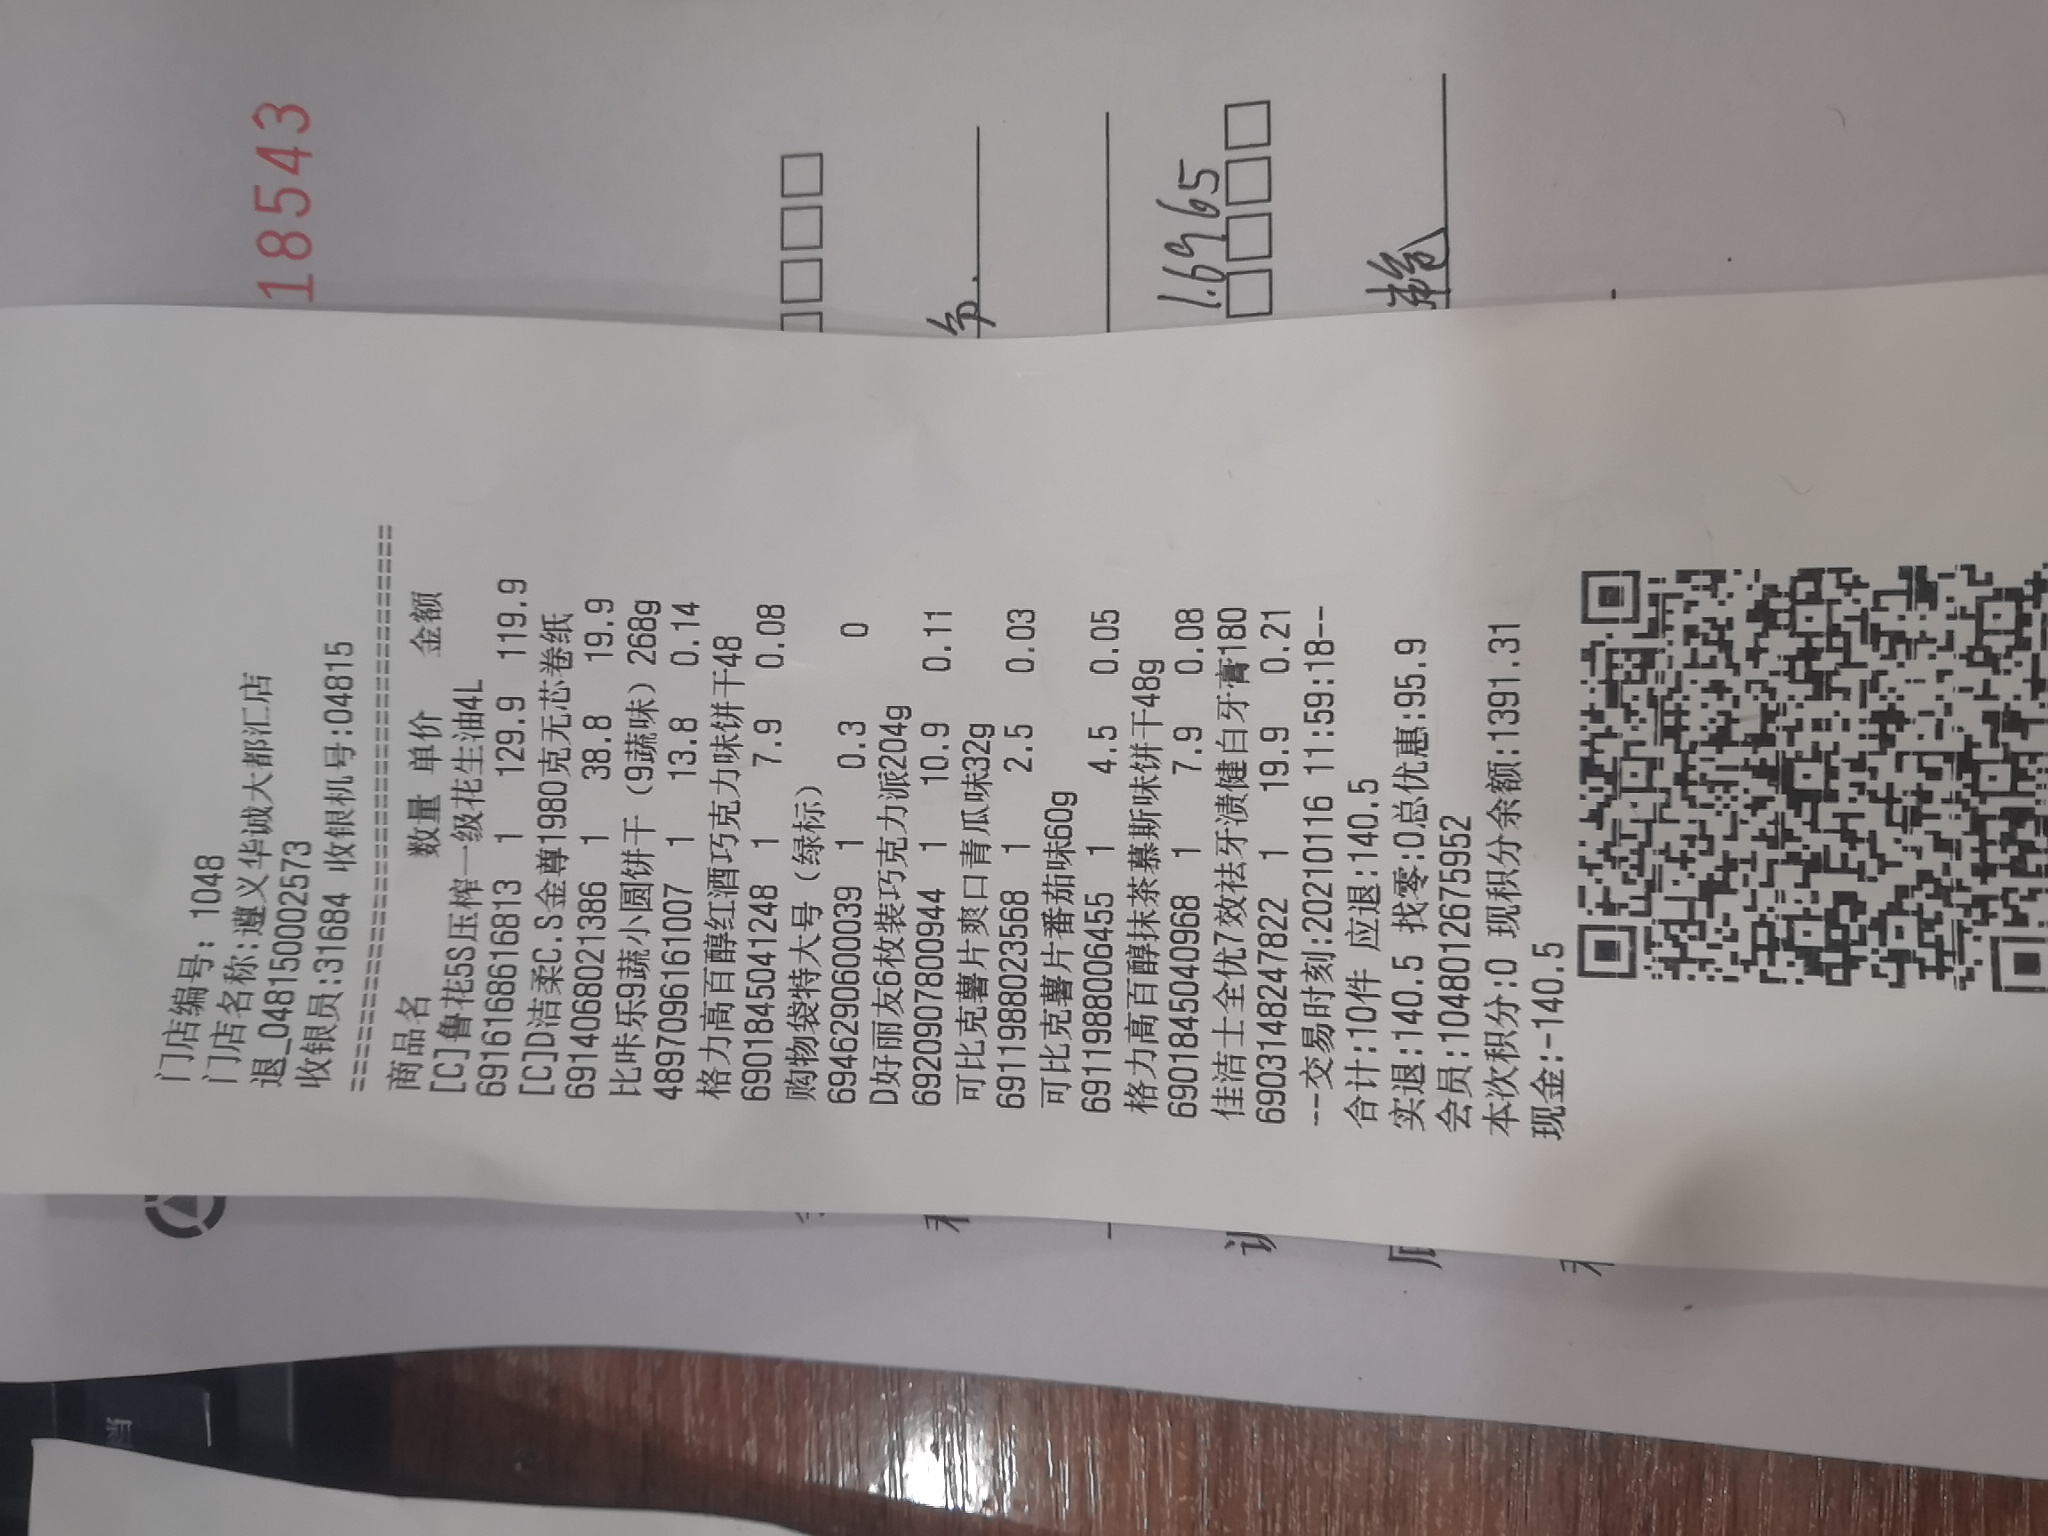 18543
门店编号: 1048
门店名称:遵义华诚大都汇店
退_0481500002573
收银员:31684 收银机号:04815
================================
商品名 数量 单价 金额
[C]鲁花5S压榨一级花生油4L
6916168616813 1 129.9 119.9
[C]D洁柔C.S金尊1980克无芯卷纸
6914068021386 1 38.8 19.9
比咔乐9蔬小圆饼干（9蔬味）268g
4897096161007 1 13.8 0.14
格力高百醇红酒巧克力味饼干48
6901845041248 1 7.9 0.08
购物袋特大号（绿标）
6946290600039 1 0.3 0
D好丽友6枚装巧克力派204g
6920907800944 1 10.9 0.11
可比克薯片爽口青瓜味32g
6911988023568 1 2.5 0.03
可比克薯片番茄味60g
6911988006455 1 4.5 0.05
格力高百醇抹茶慕斯味饼干48g
6901845040968 1 7.9 0.08
佳洁士全优7效祛牙渍健白牙膏180
6903148247822 1 19.9 0.21
---交易时刻:20210116 11:59:18--
合计:10件 应退:140.5
实退:140.5 找零:0总优惠:95.9
会员:1048012675952
本次积分:0 现积分余额:1391.31
现金:-140.5